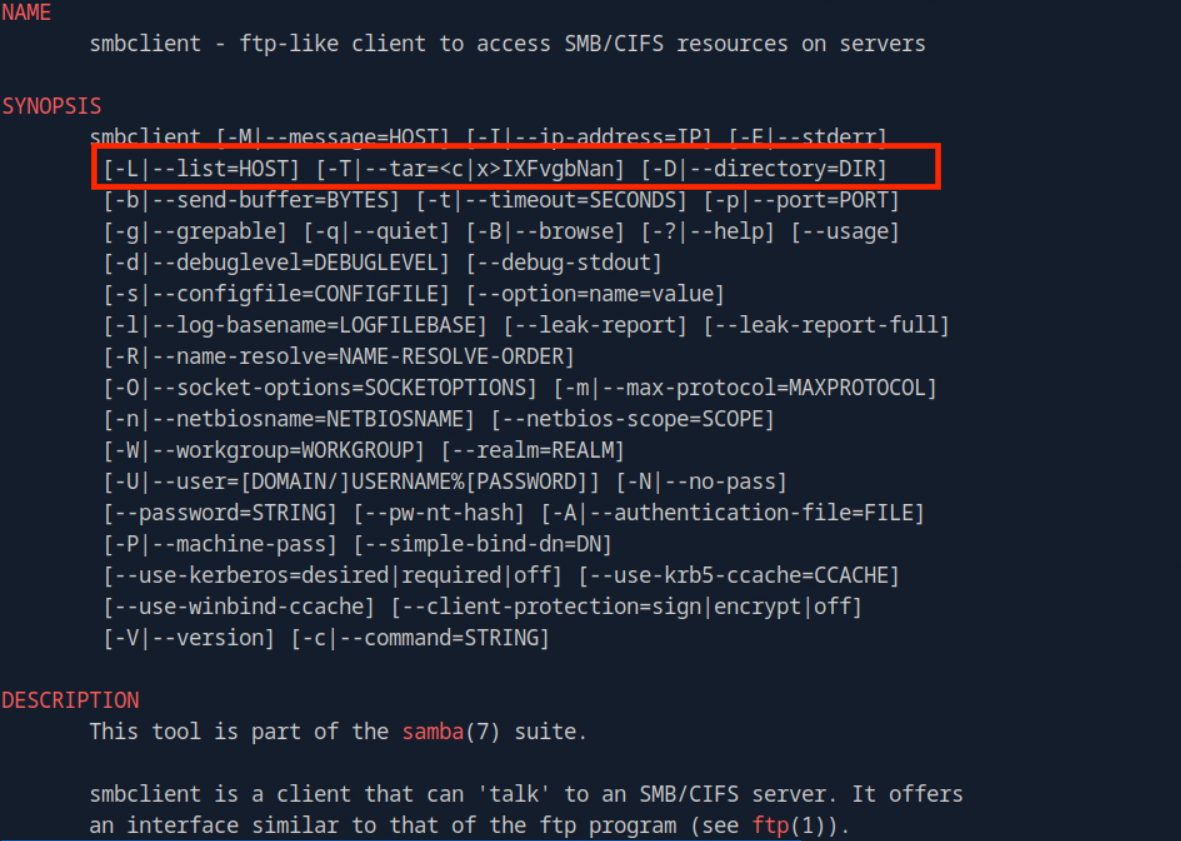 NAME
smbclient - ftp-like client to access SMB/CIFS resources on servers
SYNOPSIS
smbclient [-M|--message=HOST] [-I|--ip-address=IP] [-E|--stderr]
[-L|--list=HOST] [-T|--tar=<c|x>IXFvgbNan] [-D|--directory=DIR]
[-b|--send-buffer=BYTES] [-t|--timeout=SECONDS] [-p|--port=PORT]
[-g|--grepable] [-q|--quiet] [-B|--browse] [-?|--help] [--usage]
[-d|--debuglevel=DEBUGLEVEL] [--debug-stdout]
[-s|--configfile=CONFIGFILE] [--option=name=value]
[-l|--log-basename=LOGFILEBASE] [--leak-report] [--leak-report-full]
[-R|--name-resolve=NAME-RESOLVE-ORDER]
[-O|--socket-options=SOCKETOPTIONS] [-m|--max-protocol=MAXPROTOCOL]
[-n|--netbiosname=NETBIOSNAME] [--netbios-scope=SCOPE]
[-W|--workgroup=WORKGROUP] [--realm=REALM]
[-U|--user=[DOMAIN/]USERNAME%[PASSWORD]] [-N|--no-pass]
[--password=STRING] [--pw-nt-hash] [-A|--authentication-file=FILE]
[-P|--machine-pass] [--simple-bind-dn=DN]
[--use-kerberos=desired|required|off] [--use-krb5-ccache=CCACHE]
[--use-winbind-ccache] [--client-protection=sign|encrypt|off]
[-V|--version] [-c|--command=STRING]
DESCRIPTION
This tool is part of the samba(7) suite.
smbclient is a client that can 'talk' to an SMB/CIFS server. It offers
an interface similar to that of the ftp program (see ftp(1)).